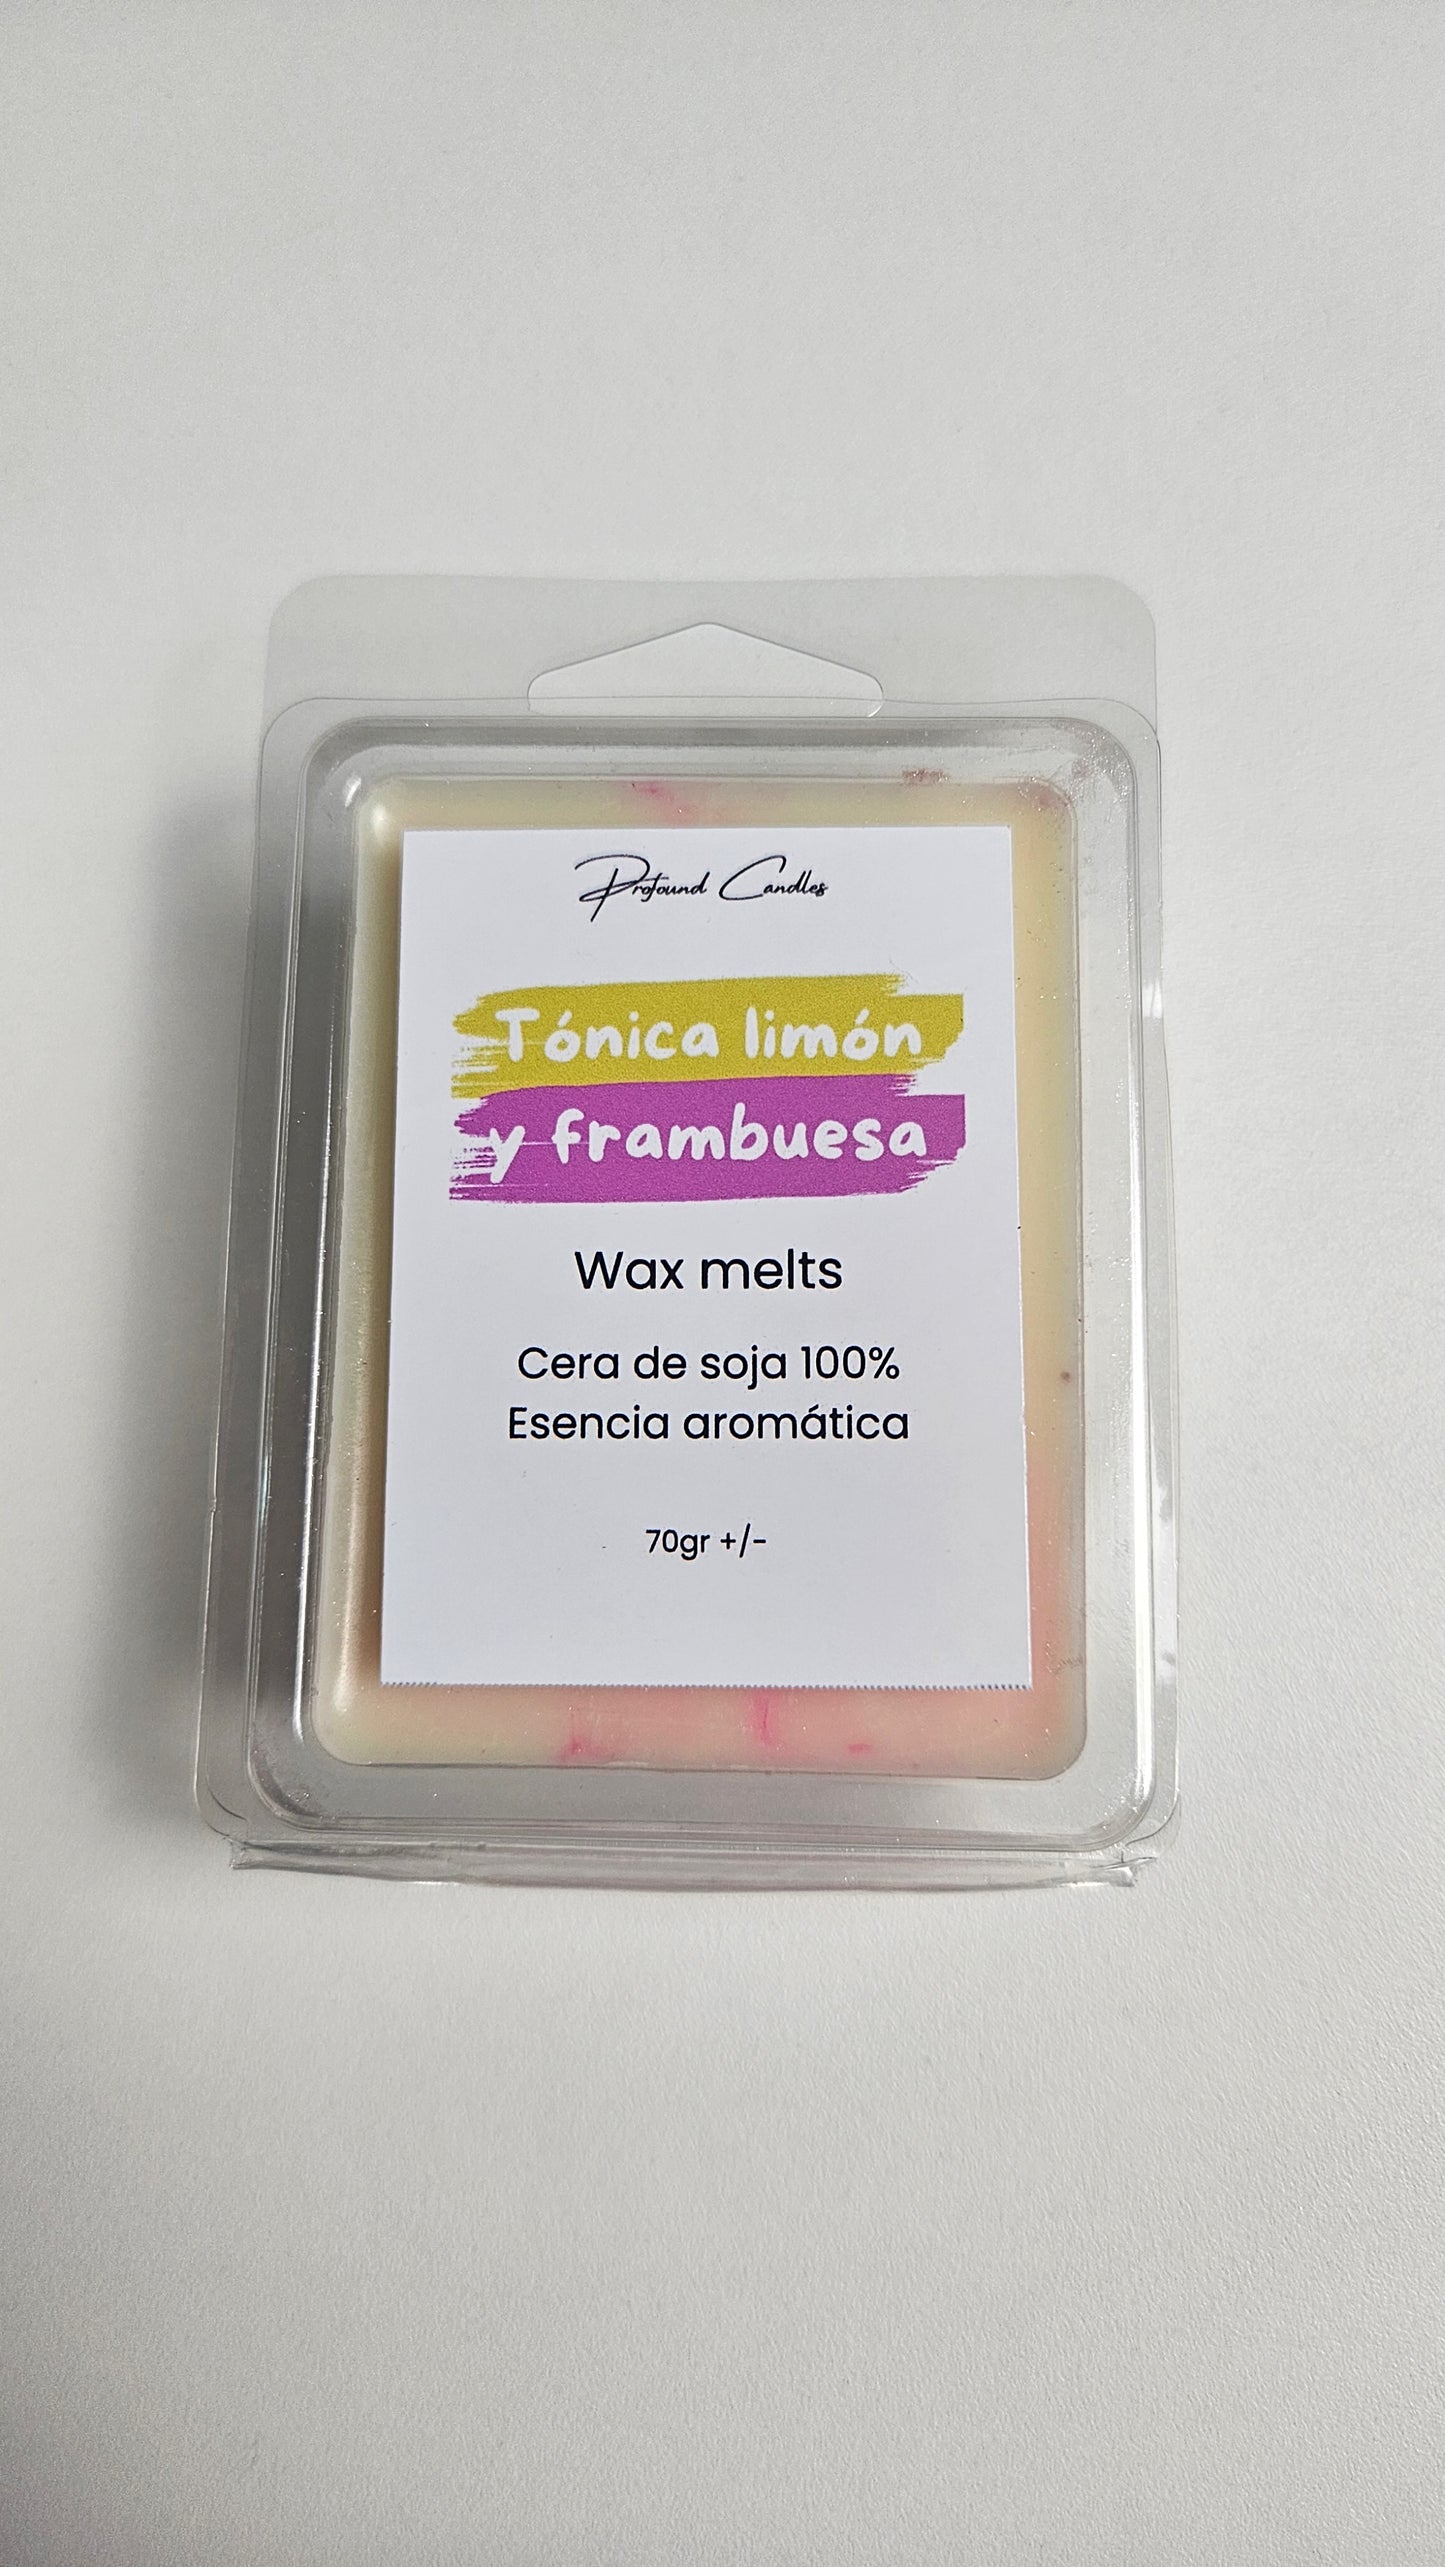 Profound Candles
Tónica limón
y frambuesa
Wax melts
Cera de soja 100%
Esencia aromática
70gr +/-